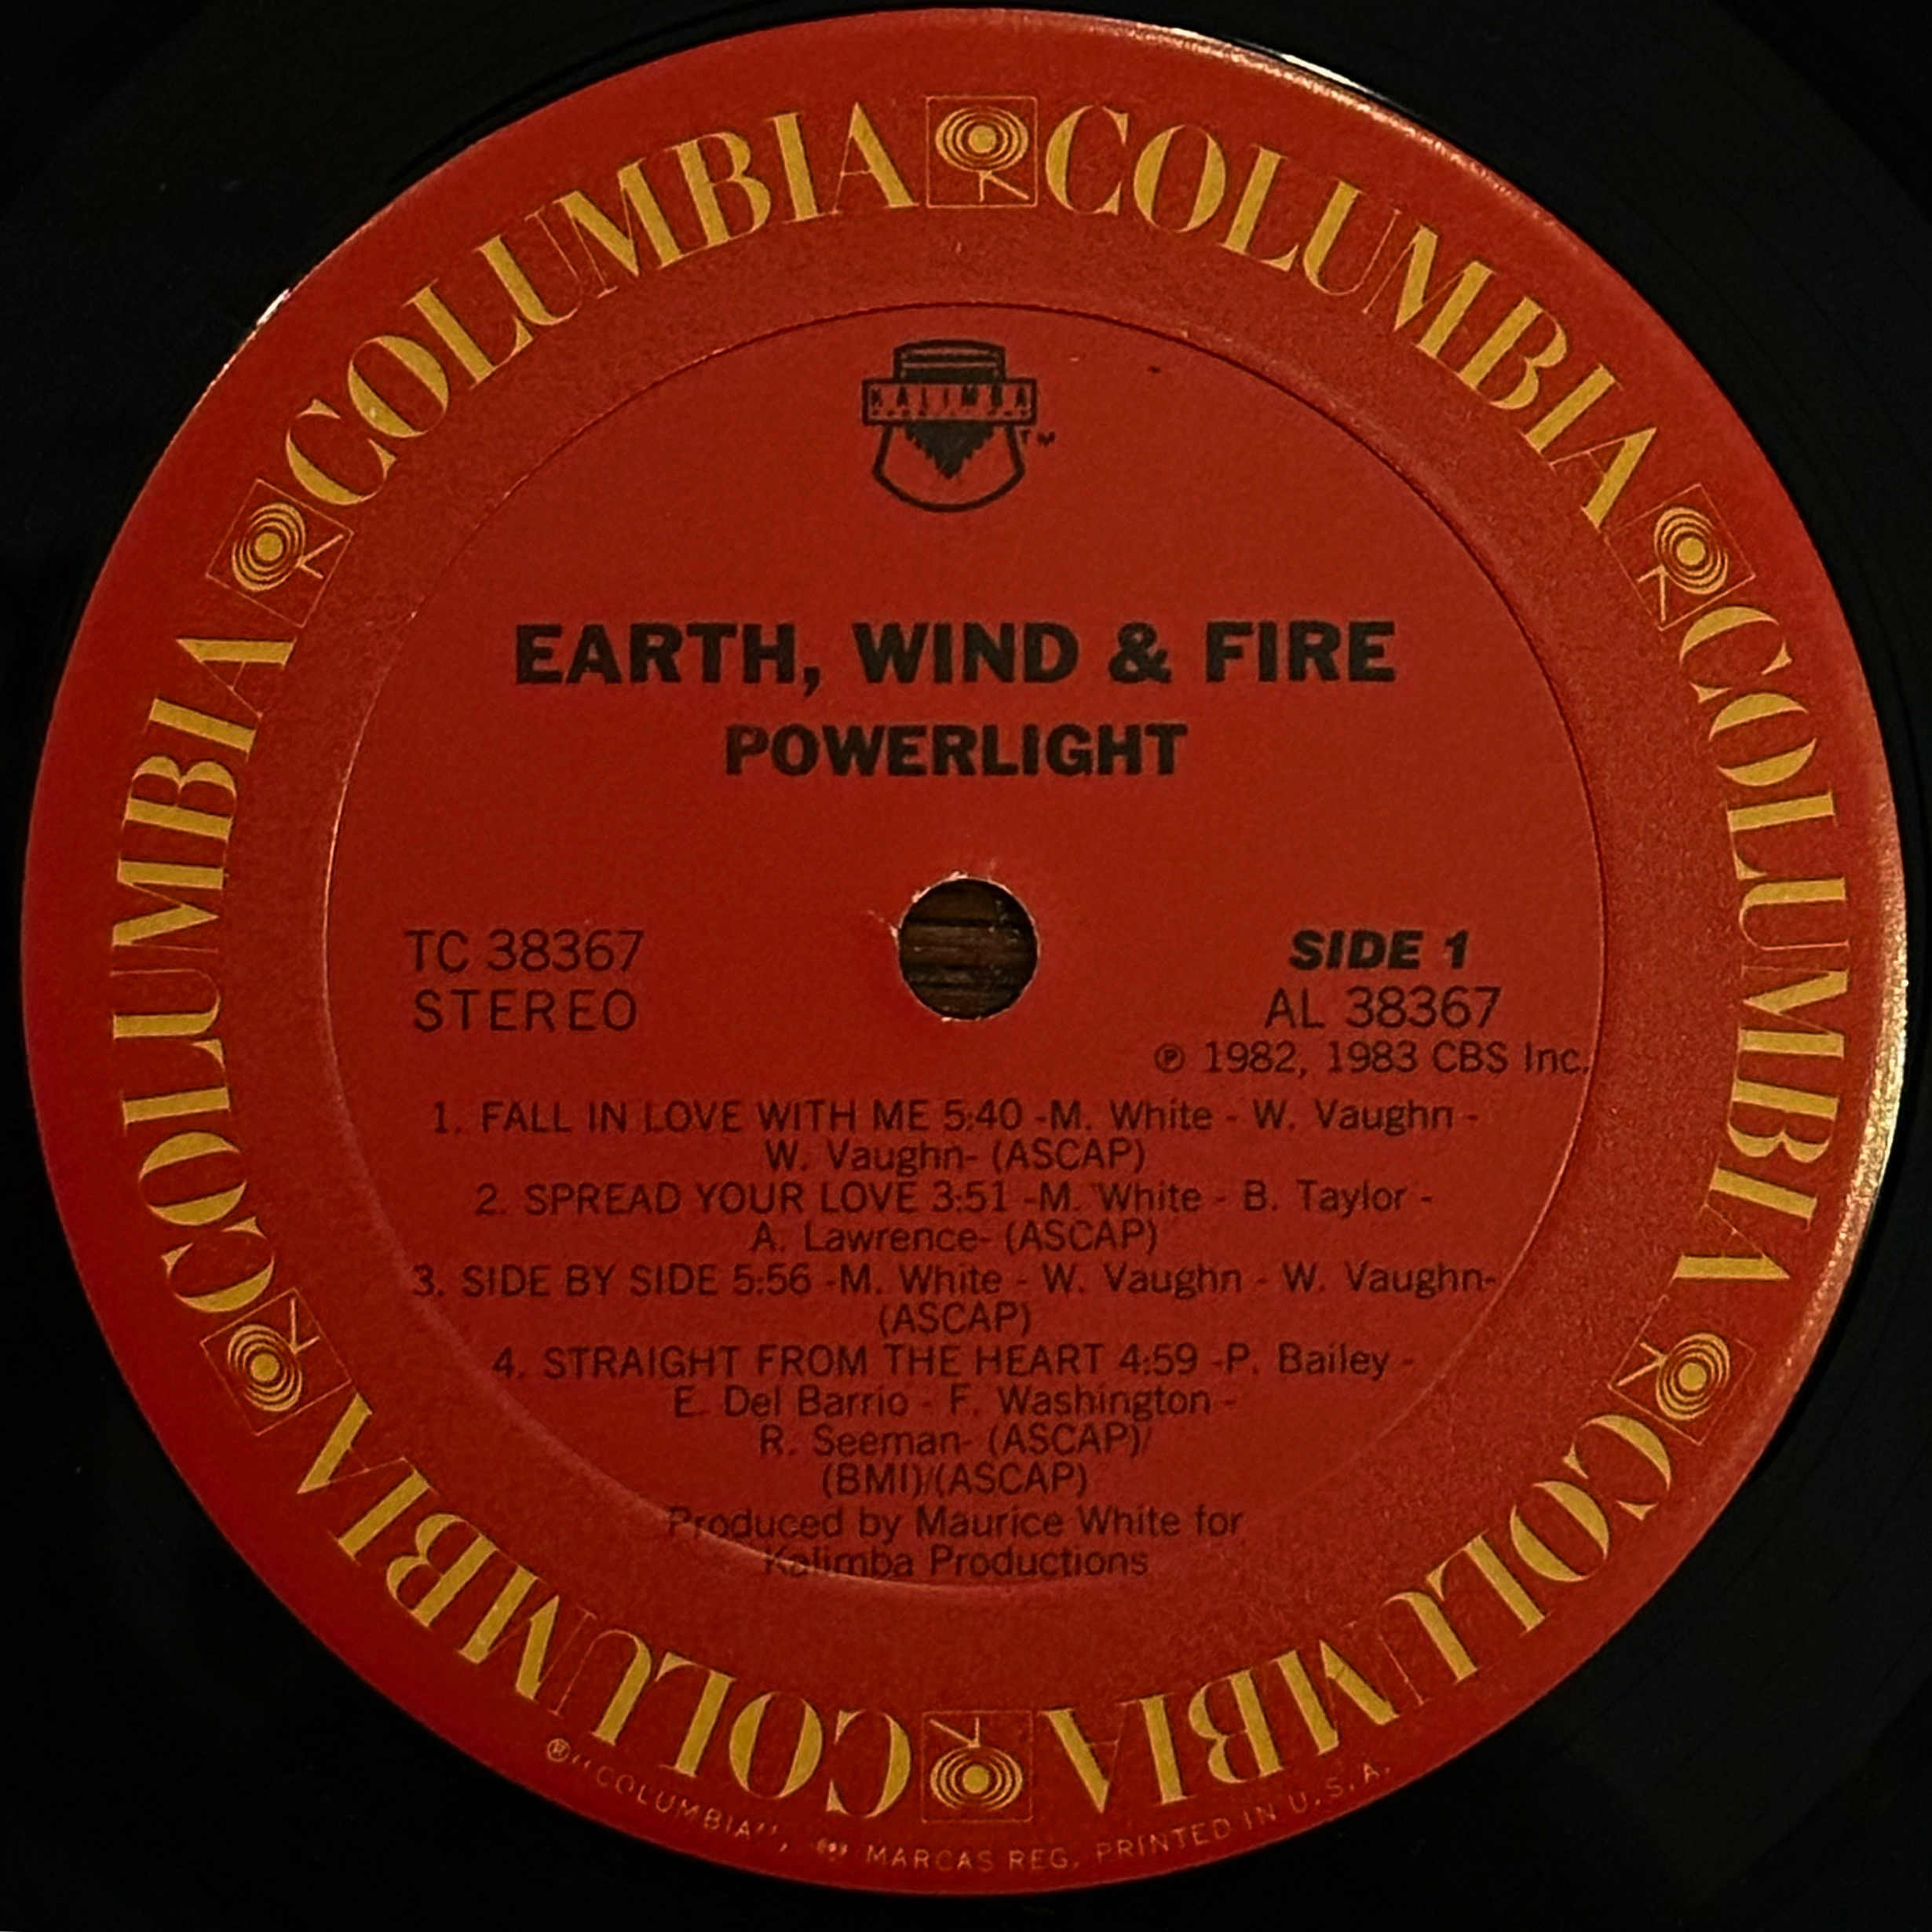 COLUMBIA COLUMBIA COLUMBIA COLUMBIA COLUMBIA COLUMBIA
KALIMBA
TM
EARTH, WIND & FIRE
POWERLIGHT
TC 38367
STEREO
SIDE 1
AL 38367
℗ 1982, 1983 CBS Inc.
1. FALL IN LOVE WITH ME 5:40 -M. White - W. Vaughn -
W. Vaughn- (ASCAP)
2. SPREAD YOUR LOVE 3:51 -M. White - B. Taylor -
A. Lawrence- (ASCAP)
3. SIDE BY SIDE 5:56 -M. White - W. Vaughn - W. Vaughn-
(ASCAP)
4. STRAIGHT FROM THE HEART 4:59 -P. Bailey -
E. Del Barrio - F. Washington -
R. Seeman- (ASCAP)/
(BMI)/(ASCAP)
Produced by Maurice White for
Kalimba Productions
®"COLUMBIA", MARCAS REG. PRINTED IN U.S.A.